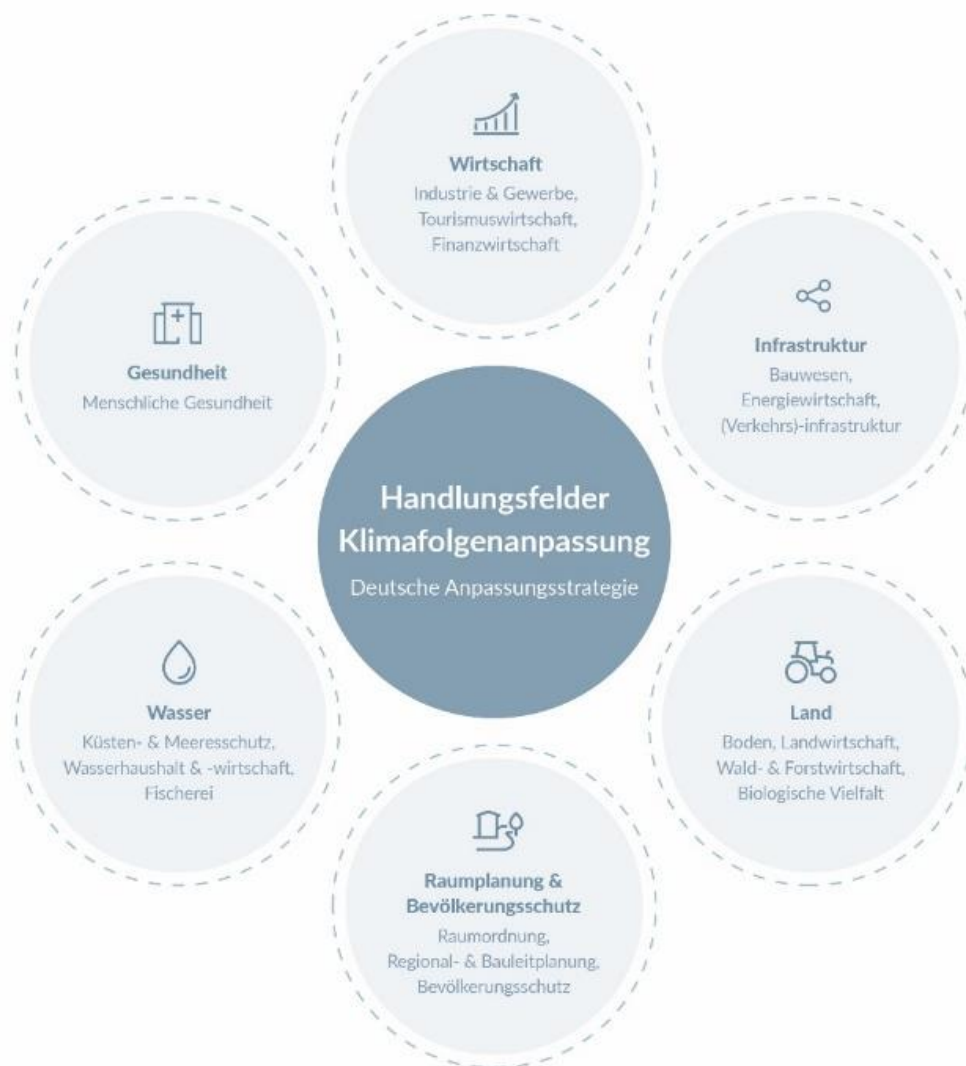 Wirtschaft
Industrie & Gewerbe,
Tourismuswirtschaft,
Finanzwirtschaft
Gesundheit
Menschliche Gesundheit
Infrastruktur
Bauwesen,
Energiewirtschaft,
(Verkehrs)-infrastruktur
Handlungsfelder
Klimafolgenanpassung
Deutsche Anpassungsstrategie
Wasser
Küsten- & Meeresschutz,
Wasserhaushalt & -wirtschaft,
Fischerei
Land
Boden, Landwirtschaft,
Wald- & Forstwirtschaft,
Biologische Vielfalt
Raumplanung &
Bevölkerungsschutz
Raumordnung,
Regional- & Bauleitplanung,
Bevölkerungsschutz